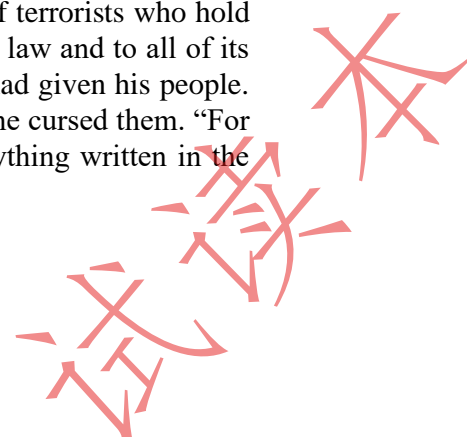 f terrorists who hold
law and to all of its
ad given his people.
he cursed them. “For
ything written in the
试读本